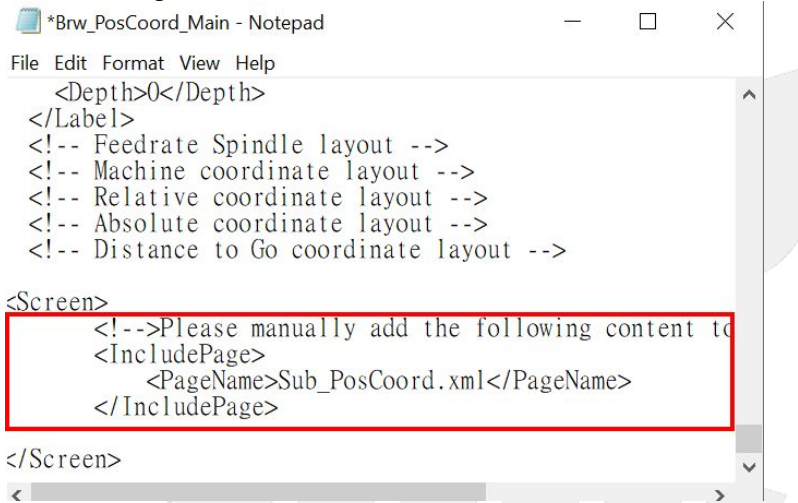 *Brw_PosCoord_Main - Notepad
File Edit Format View Help
<Depth>0</Depth>
</Label>
<!-- Feedrate Spindle layout -->
<!-- Machine coordinate layout -->
<!-- Relative coordinate layout -->
<!-- Absolute coordinate layout -->
<!-- Distance to Go coordinate layout -->
<Screen>
<!-->Please manually add the following content to
<IncludePage>
<PageName>Sub_PosCoord.xml</PageName>
</IncludePage>
</Screen>